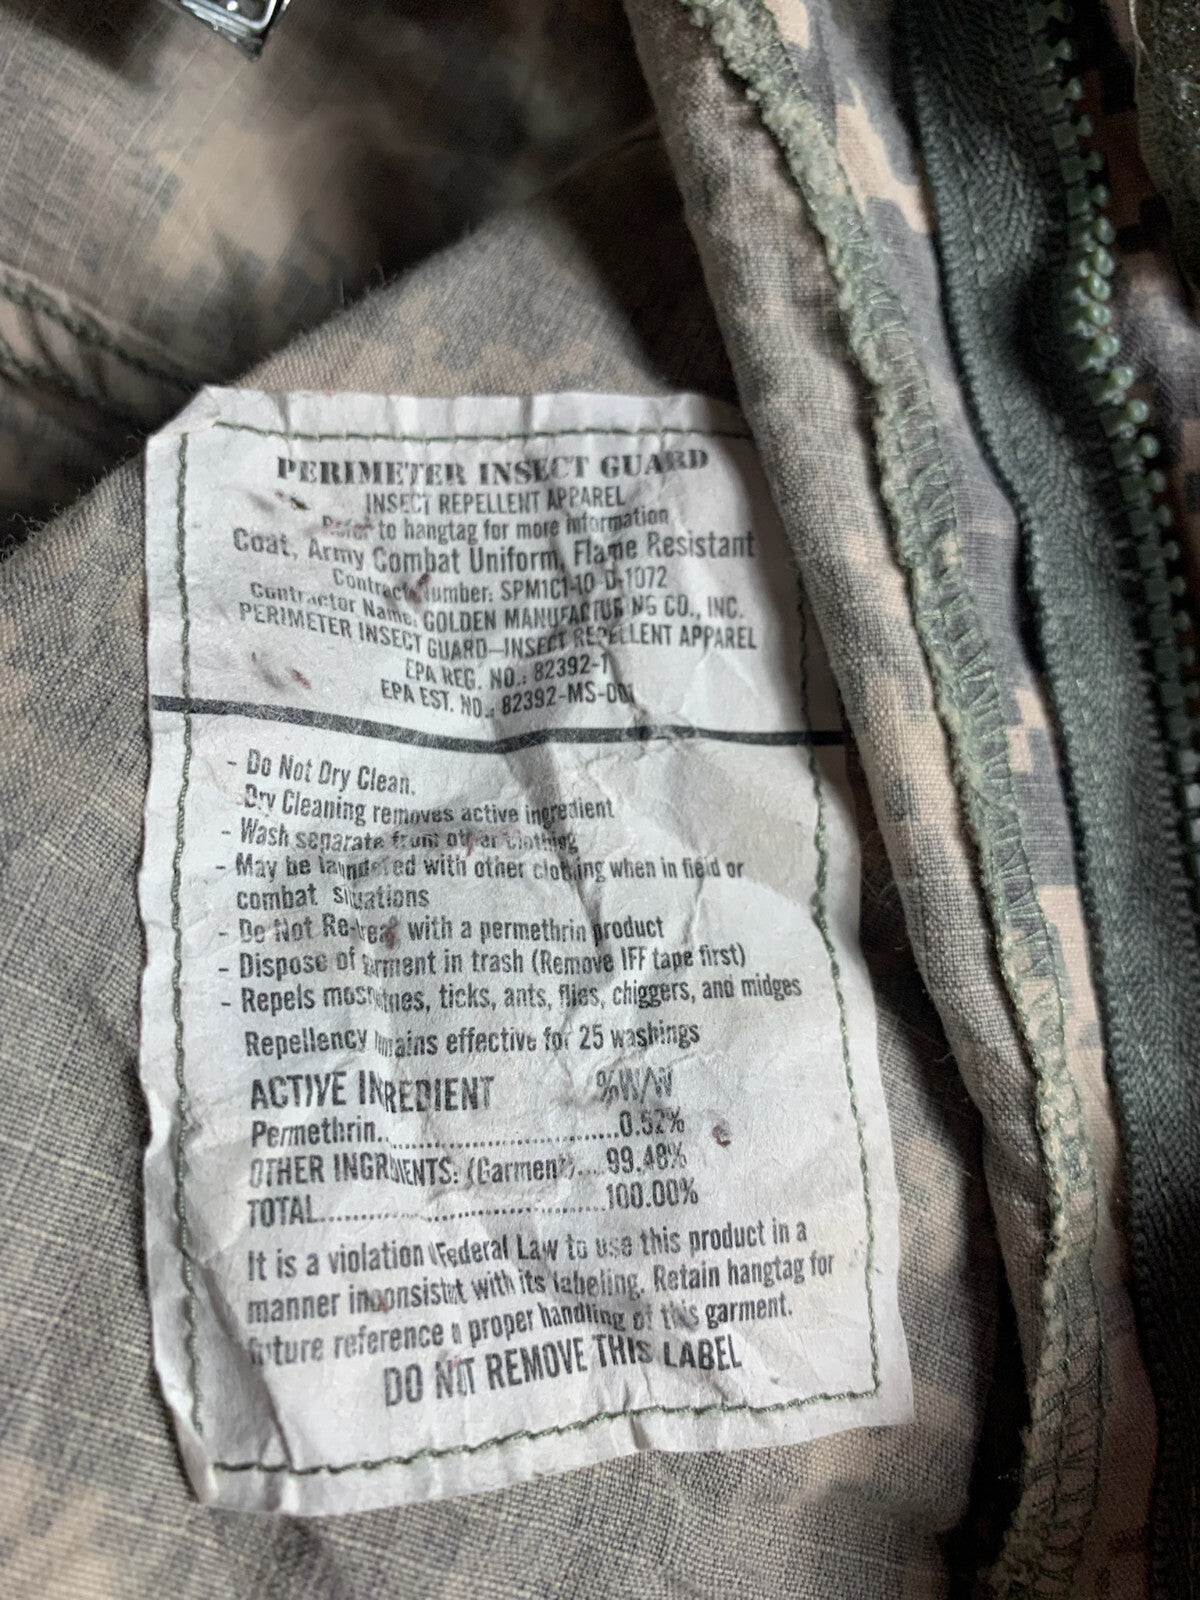 PERIMETER INSECT GUARD
INSECT REPELLENT APPAREL
Refer to hangtag for more information
Coat, Army Combat Uniform, Flame Resistant
Contract Number: SPM1C1-10-D-1072
Contractor Name: GOLDEN MANUFACTURING CO., INC.
PERIMETER INSECT GUARD—INSECT REPELLENT APPAREL
EPA REG. NO.: 82392-1
EPA EST. NO.: 82392-MS-001
- Do Not Dry Clean.
Dry Cleaning removes active ingredient
- Wash separate from other clothing
- May be laundered with other clothing when in field or
combat situations
- Do Not Re-treat with a permethrin product
- Dispose of garment in trash (Remove IFF tape first)
- Repels mosquitoes, ticks, ants, flies, chiggers, and midges
Repellency remains effective for 25 washings
ACTIVE INGREDIENT %W/W
Permethrin..............................0.52%
OTHER INGREDIENTS: (Garment)....99.48%
TOTAL....................................100.00%
It is a violation Federal Law to use this product in a
manner inconsistent with its labeling. Retain hangtag for
future reference proper handling of this garment.
DO NOT REMOVE THIS LABEL